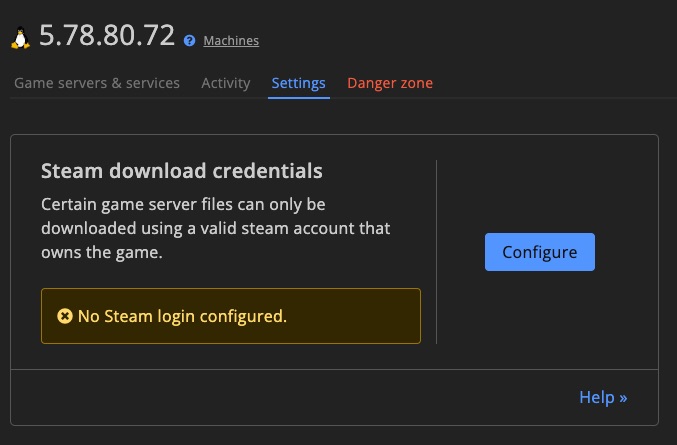 5.78.80.72 ? Machines
Game servers & services Activity Settings Danger zone
Steam download credentials
Certain game server files can only be
downloaded using a valid steam account that
owns the game.
Configure
No Steam login configured.
Help »